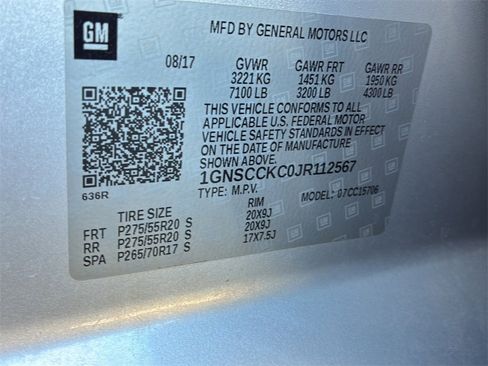 GM
MFD BY GENERAL MOTORS LLC
08/17 GVWR GAWR FRT GAWR RR
3221 KG 1451 KG 1950 KG
7100 LB 3200 LB 4300 LB
THIS VEHICLE CONFORMS TO ALL
APPLICABLE U.S. FEDERAL MOTOR
VEHICLE SAFETY STANDARDS IN EFFECT
ON THE DATE OF MANUFACTURE SHOWN
ABOVE.
1GNSCCKC0JR112567
636R TYPE: M.P.V. MODEL: 07CC15706
TIRE SIZE RIM
FRT P275/55R20 S 20X9J
RR P275/55R20 S 20X9J
SPA P265/70R17 S 17X7.5J